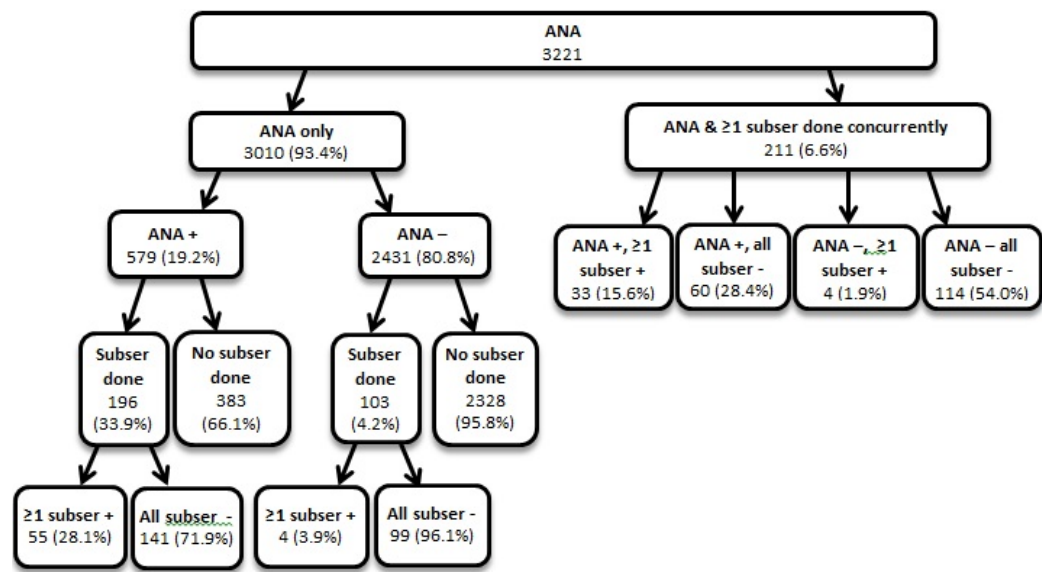 ANA
3221
ANA only
3010 (93.4%)
ANA & ≥1 subser done concurrently
211 (6.6%)
ANA +
579 (19.2%)
ANA –
2431 (80.8%)
ANA +, ≥1
subser +
33 (15.6%)
ANA +, all
subser -
60 (28.4%)
ANA –, ≥1
subser +
4 (1.9%)
ANA – all
subser -
114 (54.0%)
Subser
done
196
(33.9%)
No subser
done
383
(66.1%)
Subser
done
103
(4.2%)
No subser
done
2328
(95.8%)
≥1 subser +
55 (28.1%)
All subser -
141 (71.9%)
≥1 subser +
4 (3.9%)
All subser -
99 (96.1%)